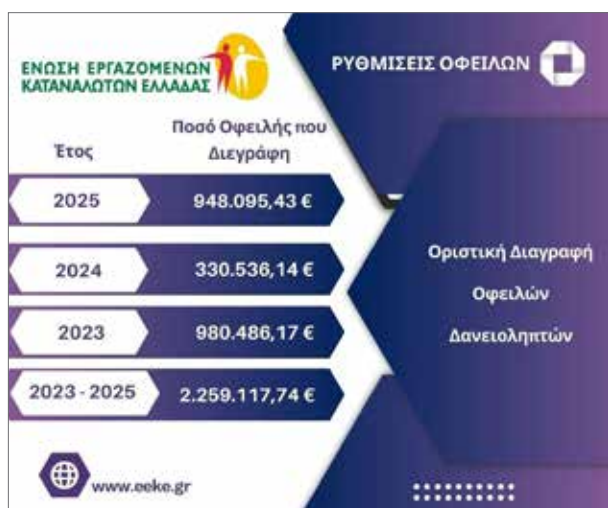 ΕΝΩΣΗ ΕΡΓΑΖΟΜΕΝΩΝ
ΚΑΤΑΝΑΛΩΤΩΝ ΕΛΛΑΔΑΣ
ΡΥΘΜΙΣΕΙΣ ΟΦΕΙΛΩΝ
Έτος
Ποσό Οφειλής που
Διεγράφη
2025 948.095,43 €
2024 330.536,14 €
2023 980.486,17 €
2023 - 2025 2.259.117,74 €
Οριστική Διαγραφή
Οφειλών
Δανειοληπτών
www.eeke.gr